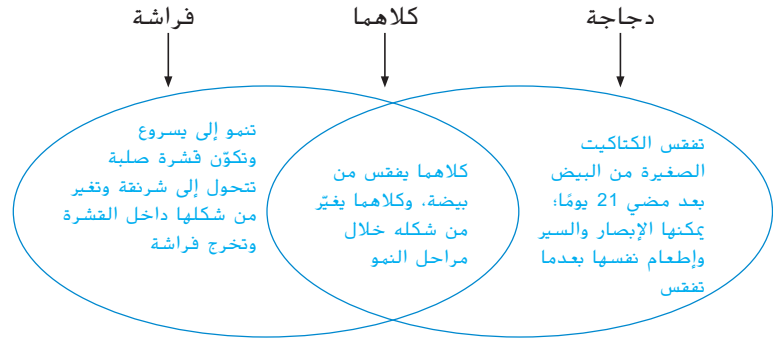 دجاجة
كلاهما
فراشة
تفقس الكتاكيت
الصغيرة من البيض
بعد مضي 21 يومًا؛
يمكنها الإبصار والسير
وإطعام نفسها بعدما
تفقس
كلاهما يفقس من
بيضة، وكلاهما يغيّر
من شكله خلال
مراحل النمو
تنمو إلى يسروع
وتكوّن قشرة صلبة
تتحول إلى شرنقة وتغير
من شكلها داخل القشرة
وتخرج فراشة